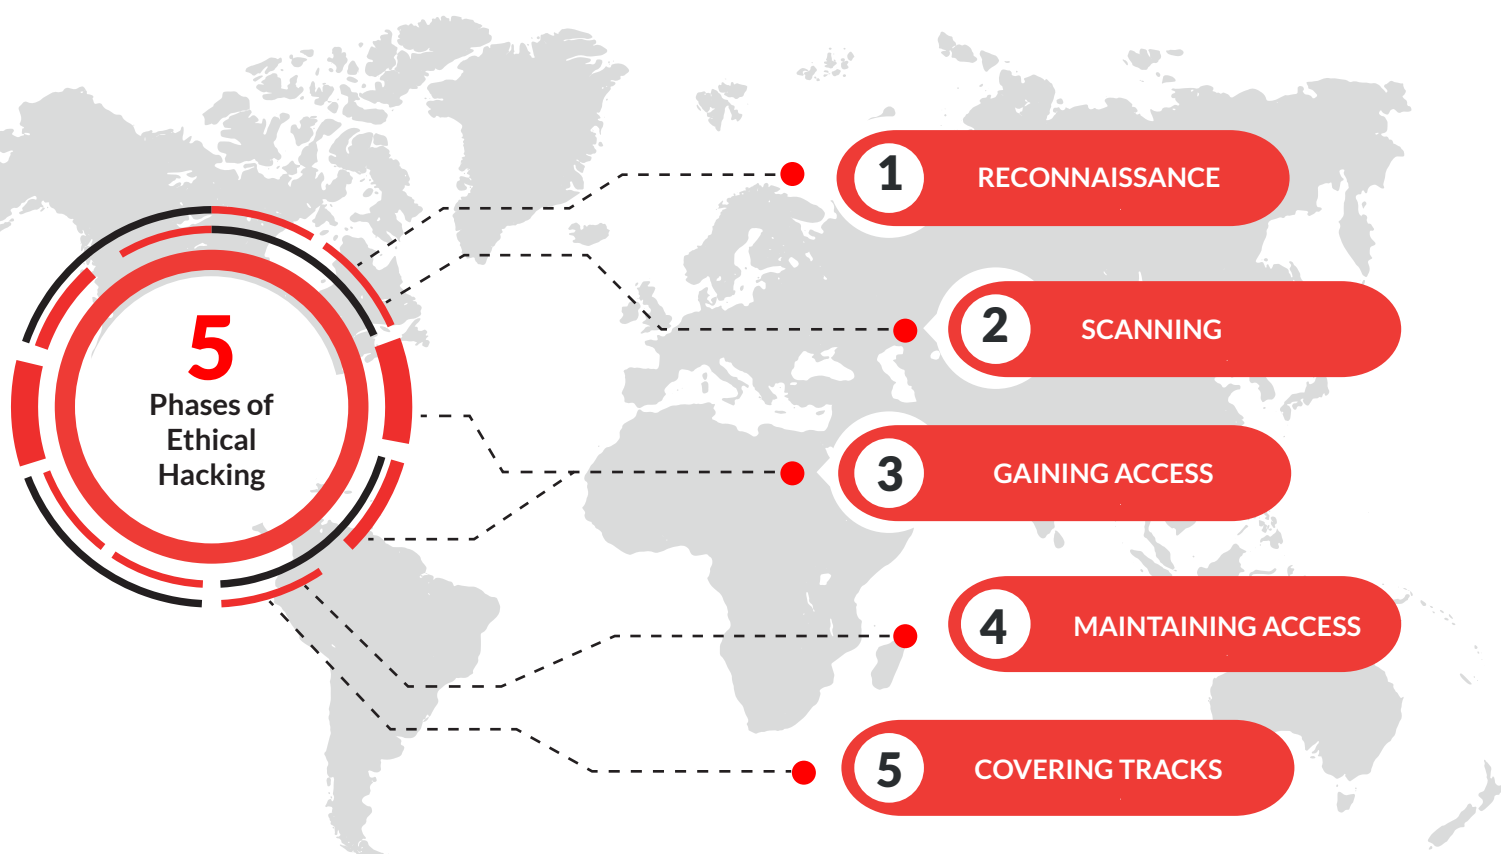 5
Phases of
Ethical
Hacking
1 RECONNAISSANCE
2 SCANNING
3 GAINING ACCESS
4 MAINTAINING ACCESS
5 COVERING TRACKS